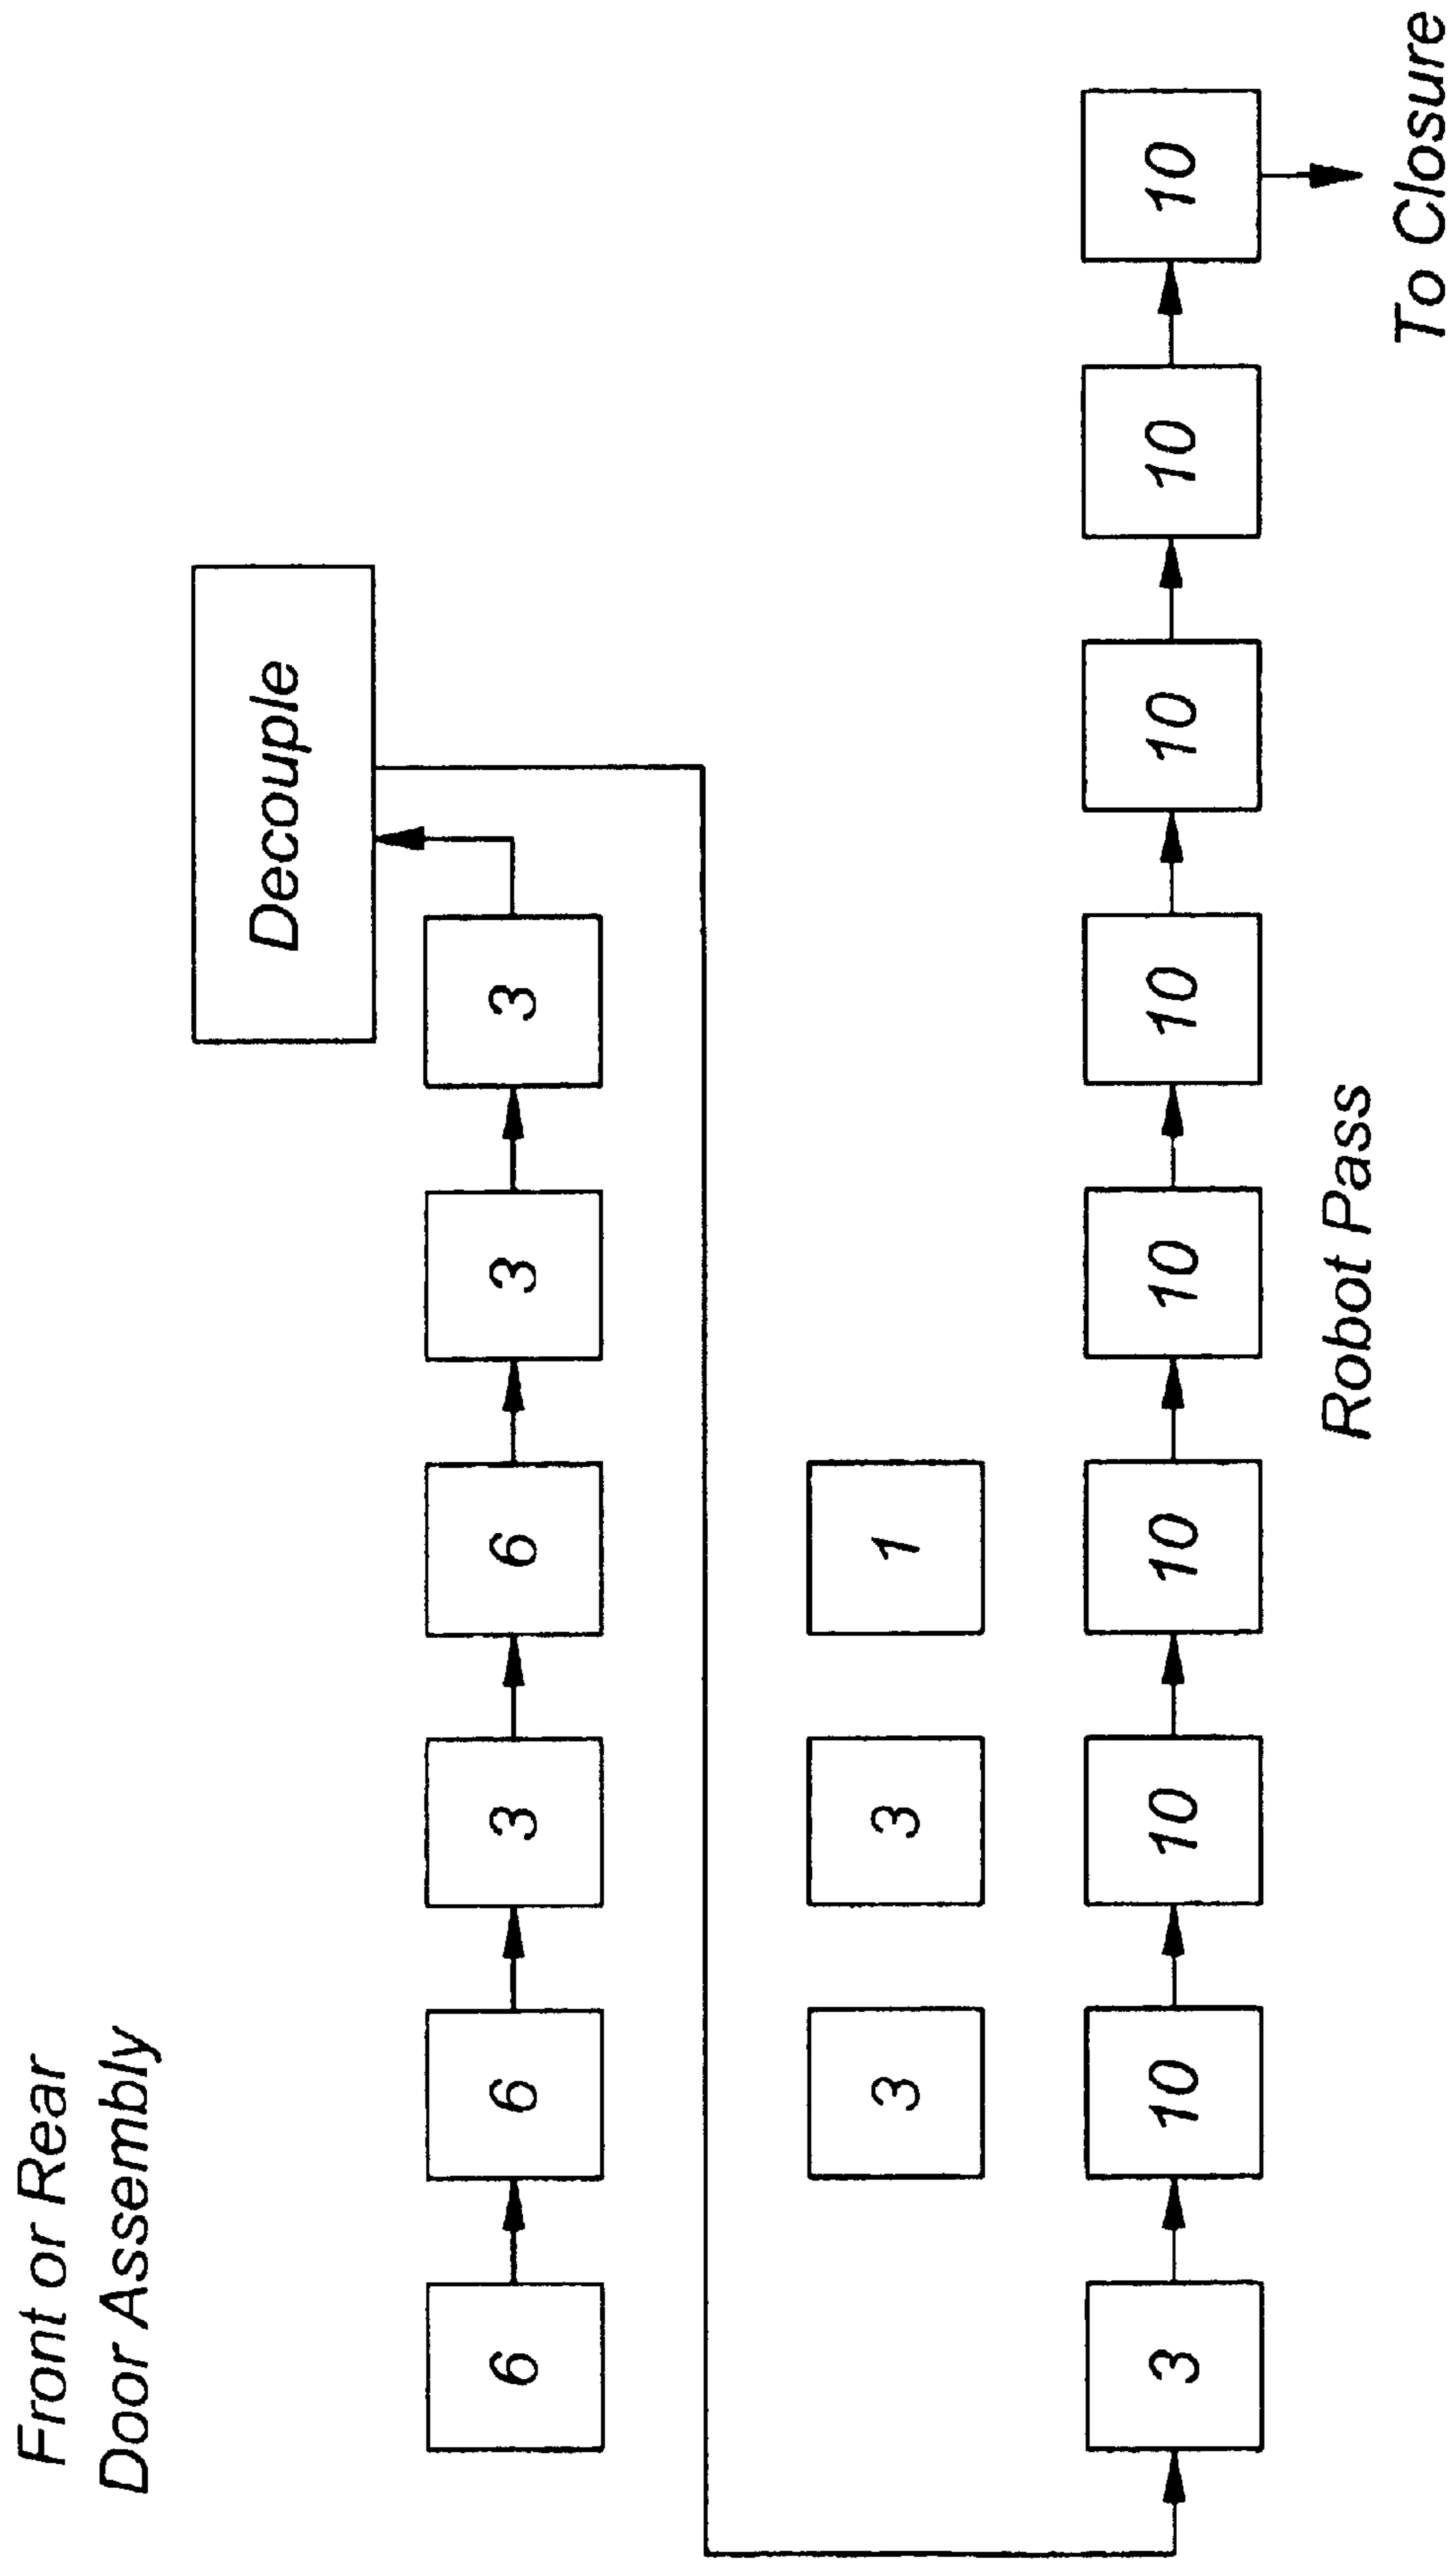 Front or Rear
Door Assembly
Decouple
6 6 3 6 3 3
3 3 1
3 10 10 10 10 10 10 10 10
Robot Pass
To Closure